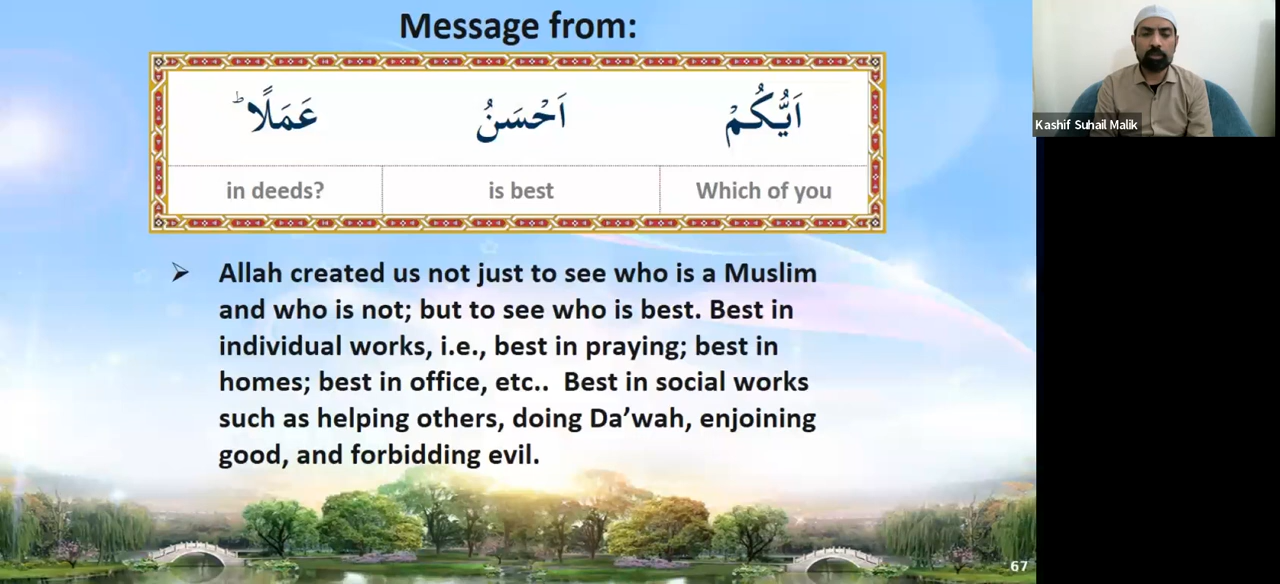 Message from:
اَيُّكُمْ اَحْسَنُ عَمَلًا ؕ
Which of you is best in deeds?
➢ Allah created us not just to see who is a Muslim
and who is not; but to see who is best. Best in
individual works, i.e., best in praying; best in
homes; best in office, etc.. Best in social works
such as helping others, doing Da’wah, enjoining
good, and forbidding evil.
67
Kashif Suhail Malik